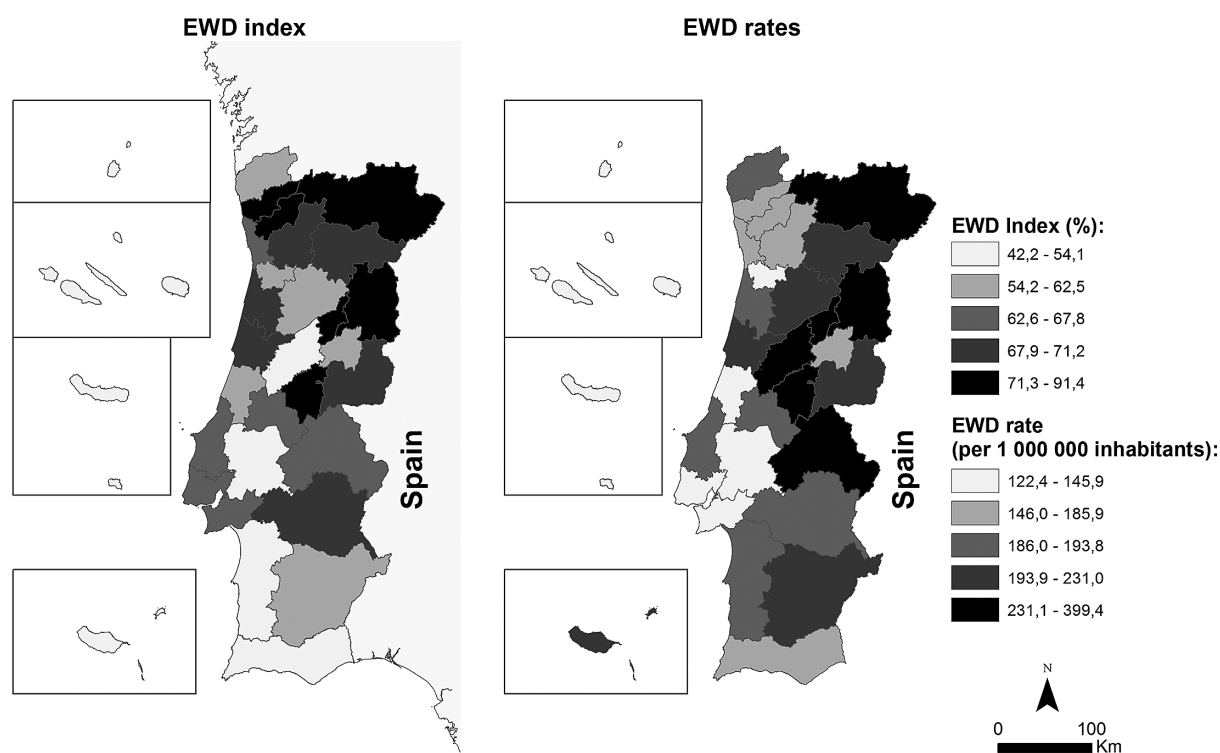 EWD index
EWD rates
Spain
Spain
EWD Index (%):
42,2 - 54,1
54,2 - 62,5
62,6 - 67,8
67,9 - 71,2
71,3 - 91,4
EWD rate
(per 1 000 000 inhabitants):
122,4 - 145,9
146,0 - 185,9
186,0 - 193,8
193,9 - 231,0
231,1 - 399,4
N
0 100
Km